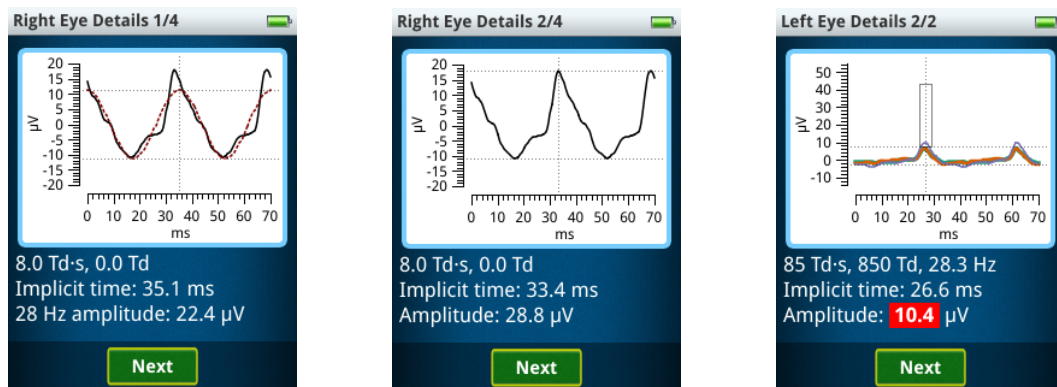 Right Eye Details 1/4
20
15
10
5
0
-5
-10
-15
-20
µV
0 10 20 30 40 50 60 70
ms
8.0 Td·s, 0.0 Td
Implicit time: 35.1 ms
28 Hz amplitude: 22.4 µV
Next
Right Eye Details 2/4
20
15
10
5
0
-5
-10
-15
-20
µV
0 10 20 30 40 50 60 70
ms
8.0 Td·s, 0.0 Td
Implicit time: 33.4 ms
Amplitude: 28.8 µV
Next
Left Eye Details 2/2
50
40
30
20
10
0
-10
µV
0 10 20 30 40 50 60 70
ms
85 Td·s, 850 Td, 28.3 Hz
Implicit time: 26.6 ms
Amplitude: 10.4 µV
Next